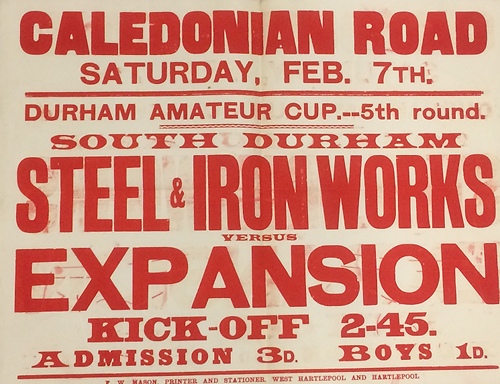 CALEDONIAN ROAD
SATURDAY, FEB. 7TH.
DURHAM AMATEUR CUP.--5th round.
SOUTH DURHAM
STEEL & IRON WORKS
VERSUS
EXPANSION
KICK-OFF 2-45.
ADMISSION 3D. BOYS 1D.
F. W. MASON, PRINTER AND STATIONER, WEST HARTLEPOOL AND HARTLEPOOL